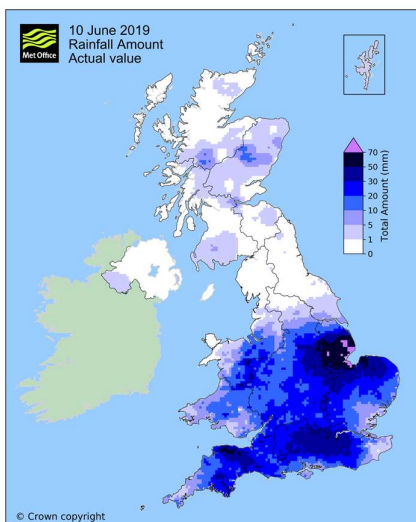 Met Office
10 June 2019
Rainfall Amount
Actual value
70
50
30
20
10
5
1
0
Total Amount (mm)
© Crown copyright